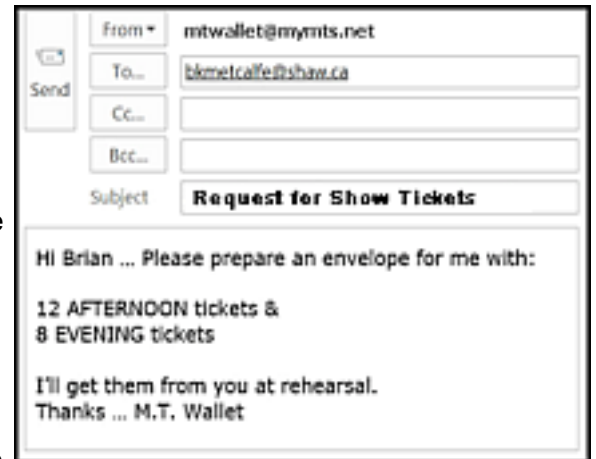 From
mtwallet@mymts.net
Send
To...
bkmetcalfe@shaw.ca
Cc...
Bcc...
Subject
Request for Show Tickets
Hi Brian ... Please prepare an envelope for me with:
12 AFTERNOON tickets &
8 EVENING tickets
I'll get them from you at rehearsal.
Thanks ... M.T. Wallet